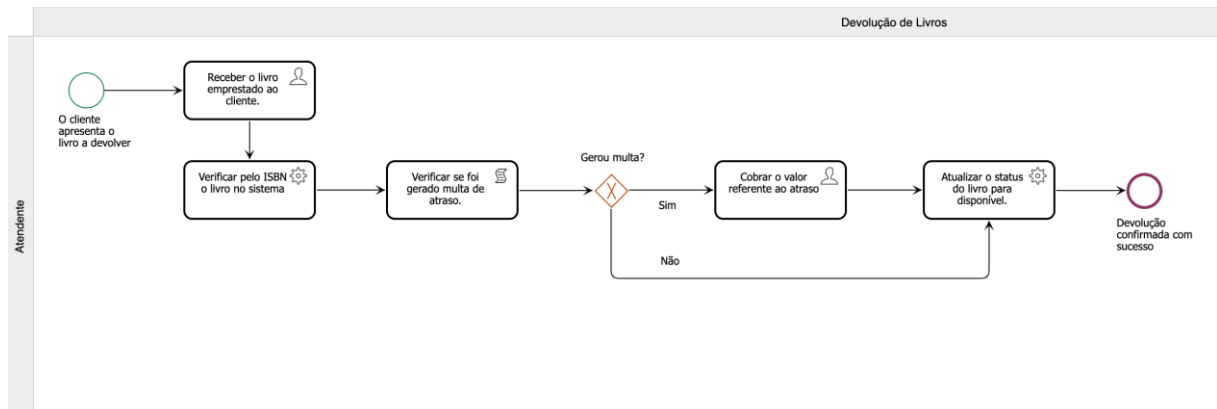 Devolução de Livros
Atendente
O cliente
apresenta o
livro a devolver
Receber o livro
emprestado ao
cliente.
Verificar pelo ISBN
o livro no sistema
Verificar se foi
gerado multa de
atraso.
Gerou multa?
Sim
Não
Cobrar o valor
referente ao atraso
Atualizar o status
do livro para
disponível.
Devolução
confirmada com
sucesso